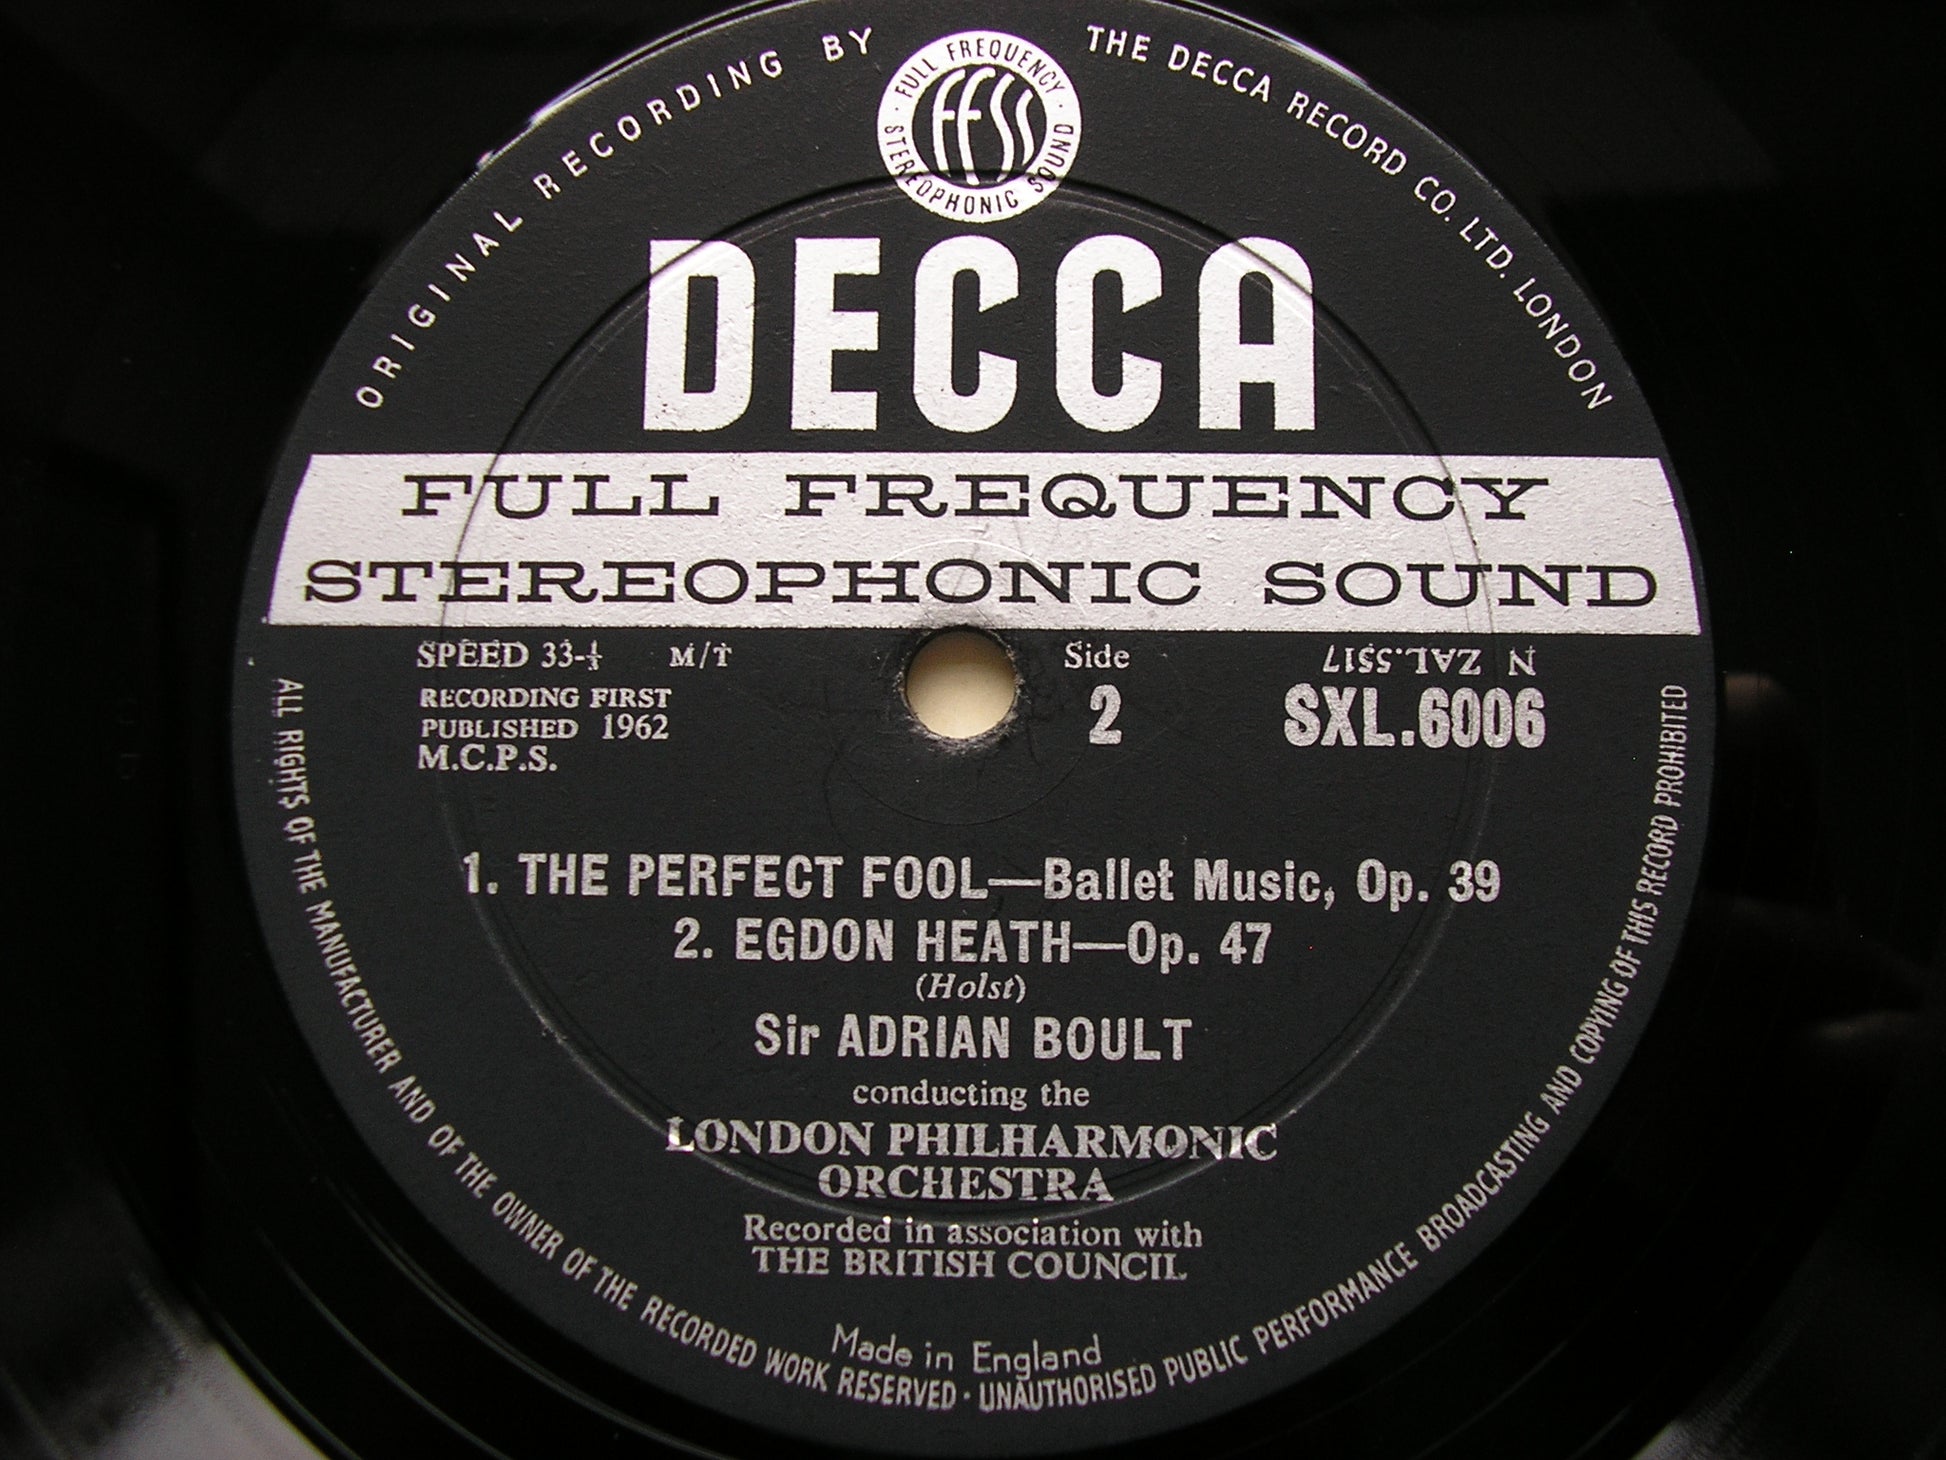 ORIGINAL RECORDING BY THE DECCA RECORD CO. LTD. LONDON
· FULL FREQUENCY · STEREOPHONIC SOUND
FFSS
DECCA
FULL FREQUENCY
STEREOPHONIC SOUND
SPEED 33-⅓ M/T
RECORDING FIRST
PUBLISHED 1962
M.C.P.S.
Side
2
N ZAL.5517
SXL.6006
1. THE PERFECT FOOL—Ballet Music, Op. 39
2. EGDON HEATH—Op. 47
(Holst)
Sir ADRIAN BOULT
conducting the
LONDON PHILHARMONIC
ORCHESTRA
Recorded in association with
THE BRITISH COUNCIL
Made in England
ALL RIGHTS OF THE MANUFACTURER AND OF THE OWNER OF THE RECORDED WORK RESERVED · UNAUTHORISED PUBLIC PERFORMANCE BROADCASTING AND COPYING OF THIS RECORD PROHIBITED